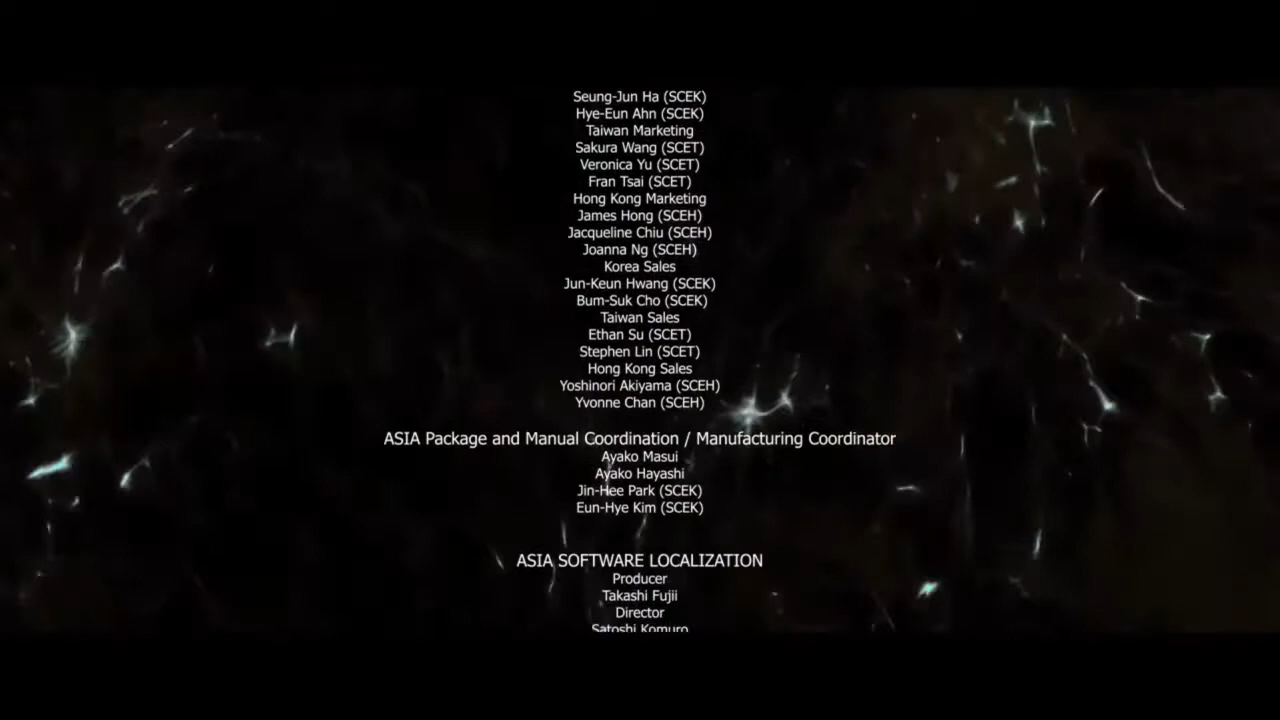 Seung-Jun Ha (SCEK)
Hye-Eun Ahn (SCEK)
Taiwan Marketing
Sakura Wang (SCET)
Veronica Yu (SCET)
Fran Tsai (SCET)
Hong Kong Marketing
James Hong (SCEH)
Jacqueline Chiu (SCEH)
Joanna Ng (SCEH)
Korea Sales
Jun-Keun Hwang (SCEK)
Bum-Suk Cho (SCEK)
Taiwan Sales
Ethan Su (SCET)
Stephen Lin (SCET)
Hong Kong Sales
Yoshinori Akiyama (SCEH)
Yvonne Chan (SCEH)
ASIA Package and Manual Coordination / Manufacturing Coordinator
Ayako Masui
Ayako Hayashi
Jin-Hee Park (SCEK)
Eun-Hye Kim (SCEK)
ASIA SOFTWARE LOCALIZATION
Producer
Takashi Fujii
Director
Satoshi Komuro